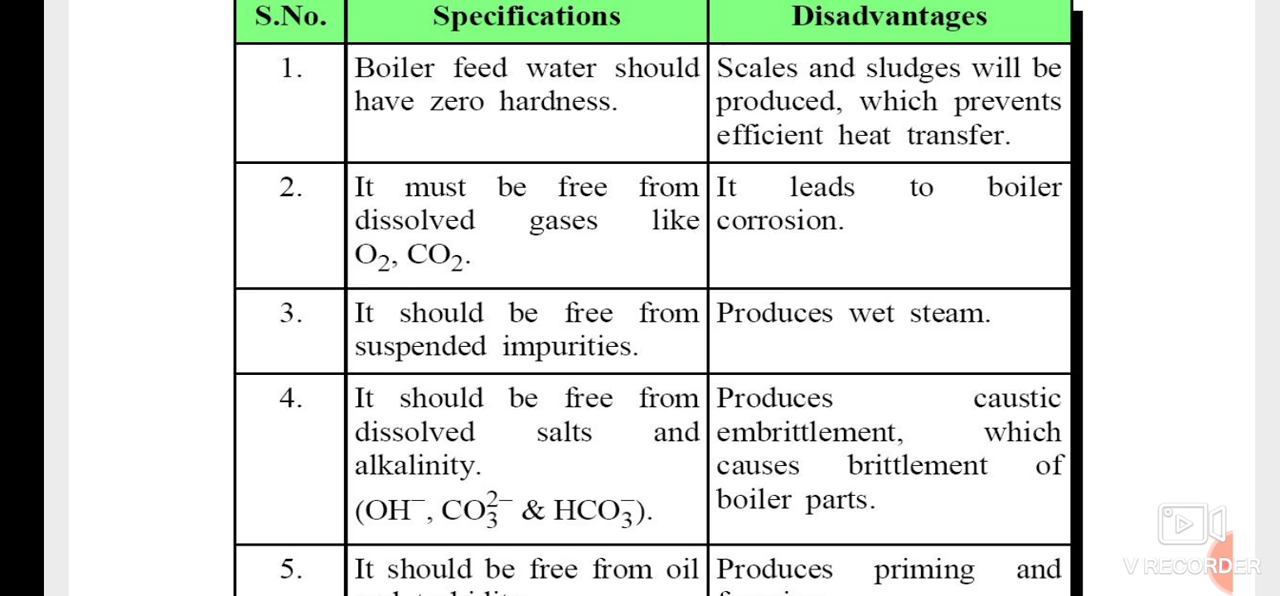 S.No. Specifications Disadvantages
1. Boiler feed water should Scales and sludges will be
have zero hardness. produced, which prevents
efficient heat transfer.
2. It must be free from It leads to boiler
dissolved gases like corrosion.
O₂, CO₂.
3. It should be free from Produces wet steam.
suspended impurities.
4. It should be free from Produces caustic
dissolved salts and embrittlement, which
alkalinity. causes brittlement of
(OH⁻, CO₃²⁻ & HCO₃⁻). boiler parts.
5. It should be free from oil Produces priming and
V RECORDER